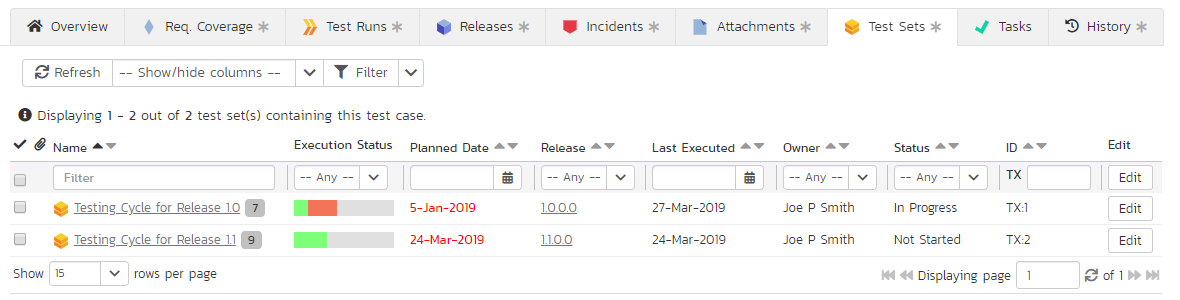 Overview Req. Coverage * Test Runs * Releases * Incidents * Attachments * Test Sets * Tasks History *
Refresh -- Show/hide columns -- Filter
Displaying 1 - 2 out of 2 test set(s) containing this test case.
Name Execution Status Planned Date Release Last Executed Owner Status ID Edit
Filter -- Any -- -- Any -- -- Any -- -- Any -- TX Edit
Testing Cycle for Release 1.0 7 5-Jan-2019 1.0.0.0 27-Mar-2019 Joe P Smith In Progress TX:1 Edit
Testing Cycle for Release 1.1 9 24-Mar-2019 1.1.0.0 24-Mar-2019 Joe P Smith Not Started TX:2 Edit
Show 15 rows per page Displaying page 1 of 1